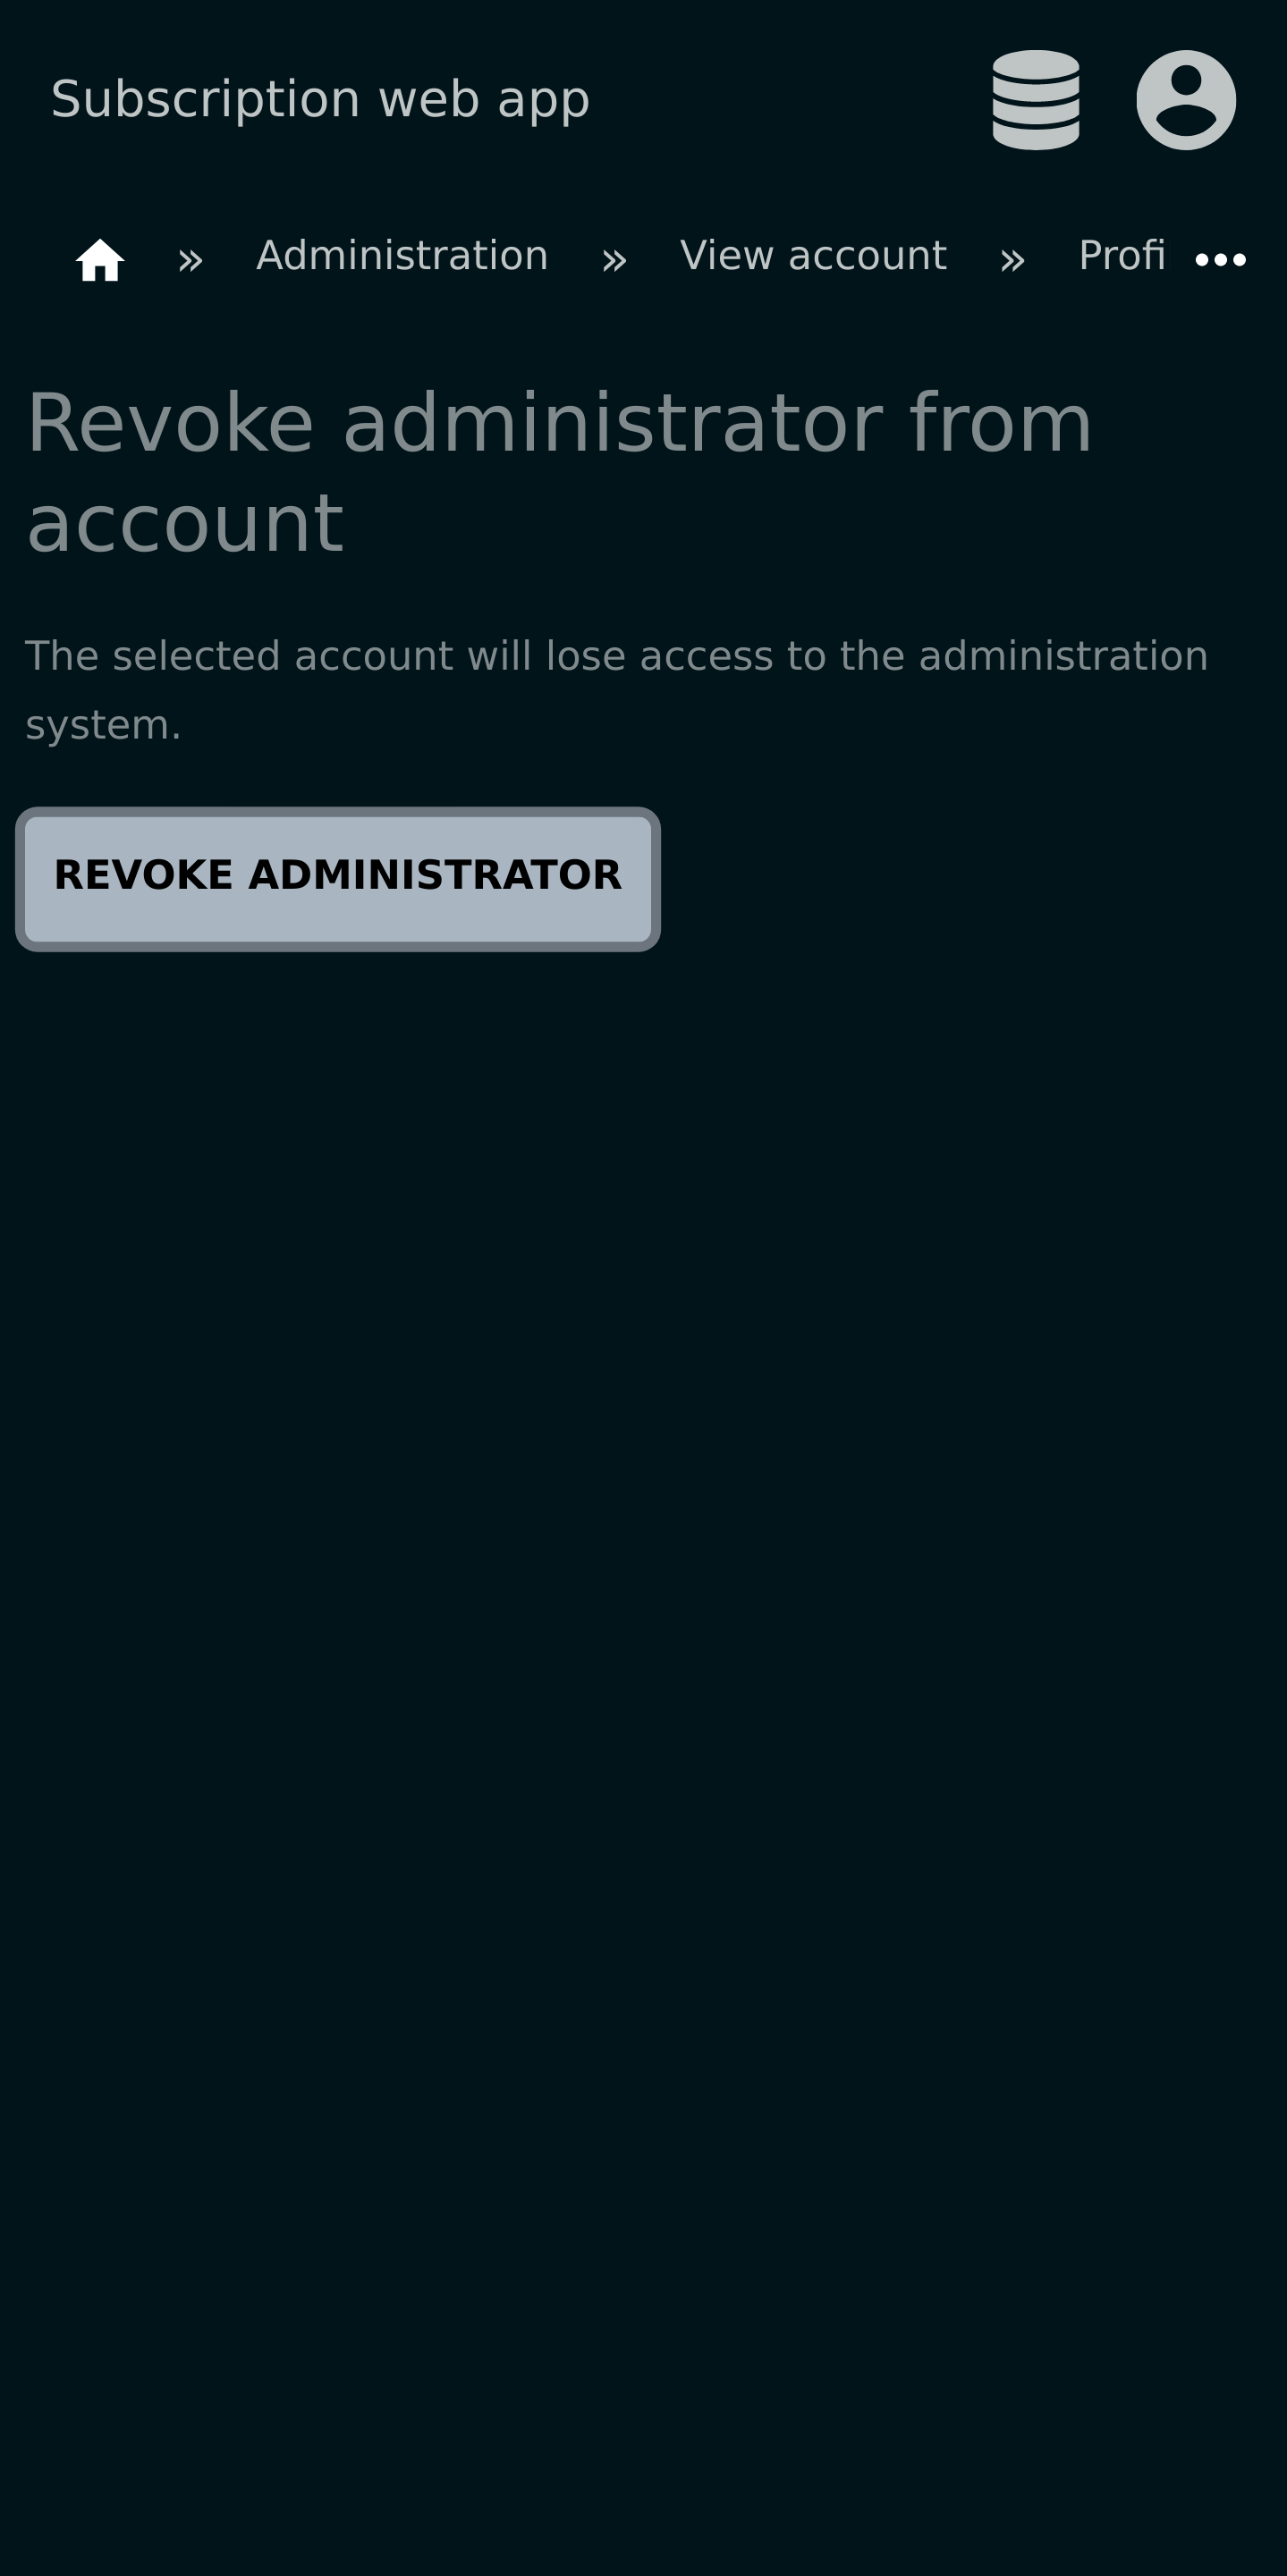 Subscription web app
» Administration » View account » Profi
Revoke administrator from
account
The selected account will lose access to the administration
system.
REVOKE ADMINISTRATOR